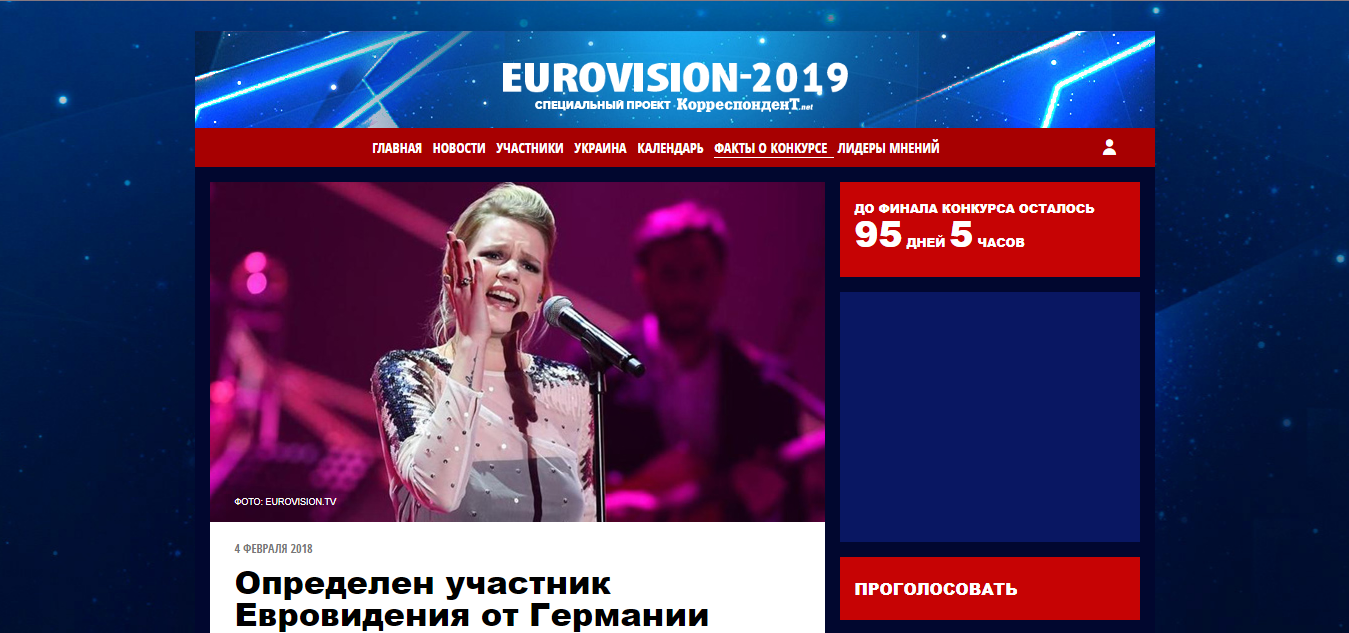 EUROVISION-2019
СПЕЦИАЛЬНЫЙ ПРОЕКТ КорреспонденТ.net
ГЛАВНАЯ НОВОСТИ УЧАСТНИКИ УКРАИНА КАЛЕНДАРЬ ФАКТЫ О КОНКУРСЕ ЛИДЕРЫ МНЕНИЙ
ФОТО: EUROVISION.TV
4 ФЕВРАЛЯ 2018
Определен участник
Евровидения от Германии
ДО ФИНАЛА КОНКУРСА ОСТАЛОСЬ
95 ДНЕЙ 5 ЧАСОВ
ПРОГОЛОСОВАТЬ